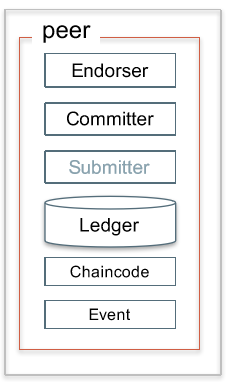 peer
Endorser
Committer
Submitter
Ledger
Chaincode
Event